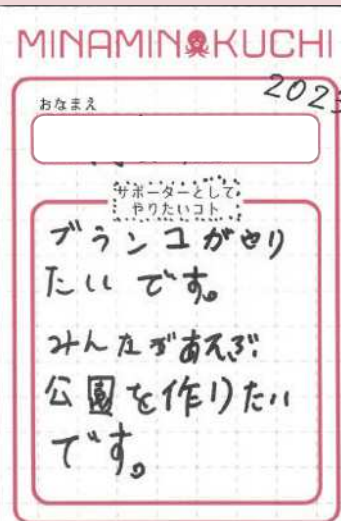 MINAMINOKUCHI
202
おなまえ
サポーターとして
やりたいコト
ブランコがやり
たいです。
みんながあそぶ
公園を作りたい
です。